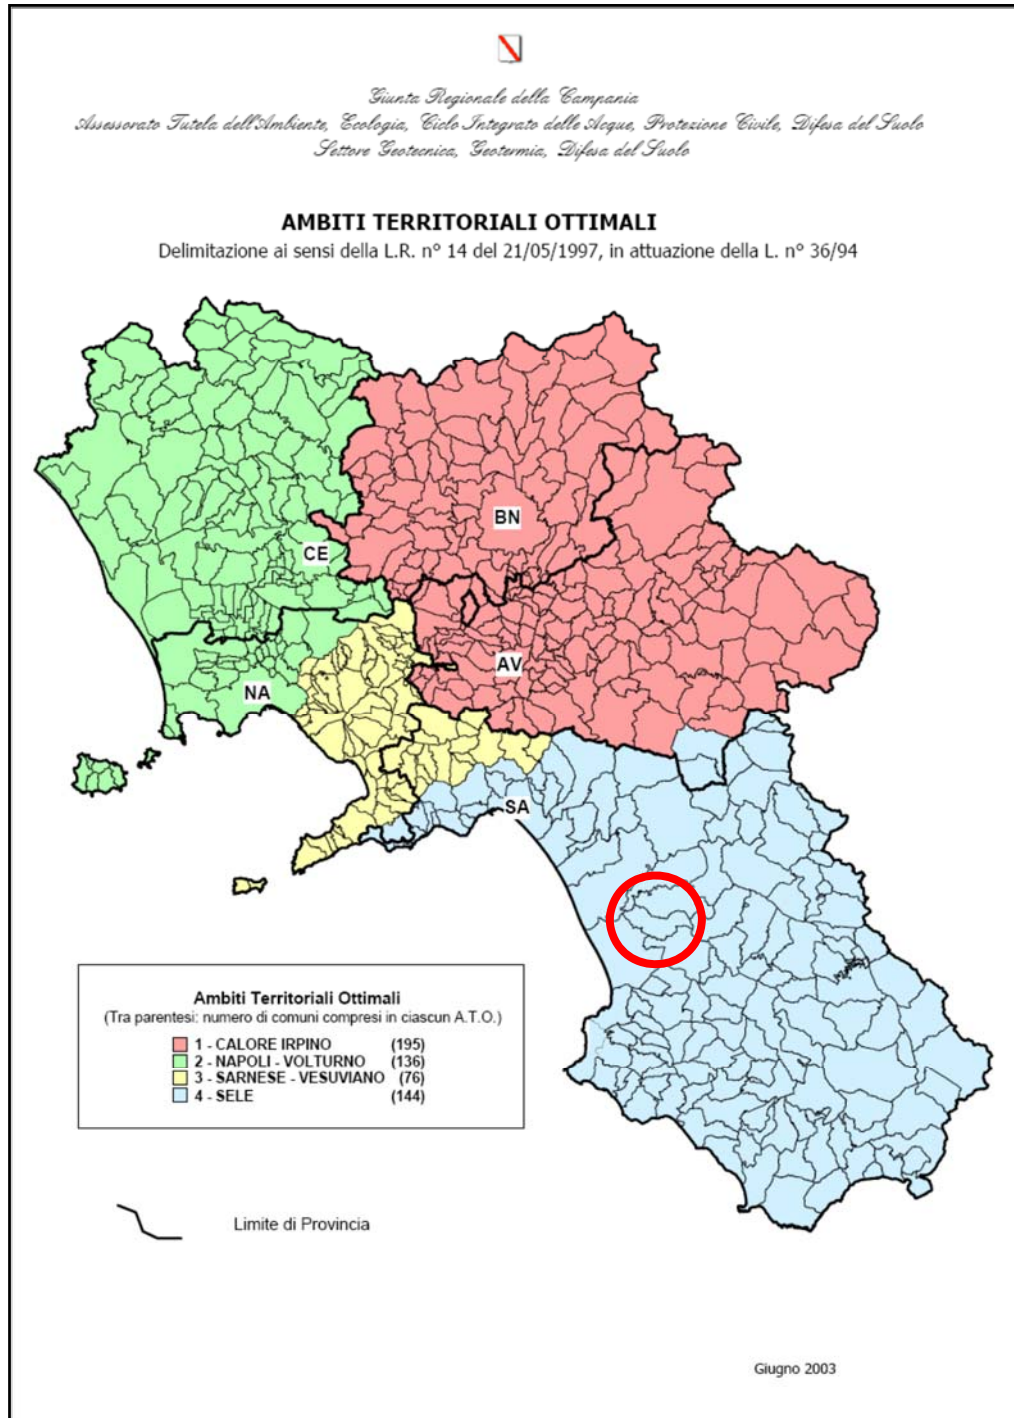 Giunta Regionale della Campania
Assessorato Tutela dell'Ambiente, Ecologia, Ciclo Integrato delle Acque, Protezione Civile, Difesa del Suolo
Settore Geotecnica, Geotermia, Difesa del Suolo
AMBITI TERRITORIALI OTTIMALI
Delimitazione ai sensi della L.R. n° 14 del 21/05/1997, in attuazione della L. n° 36/94
BN
CE
AV
NA
SA
Ambiti Territoriali Ottimali
(Tra parentesi: numero di comuni compresi in ciascun A.T.O.)
1 - CALORE IRPINO (195)
2 - NAPOLI - VOLTURNO (136)
3 - SARNESE - VESUVIANO (76)
4 - SELE (144)
Limite di Provincia
Giugno 2003